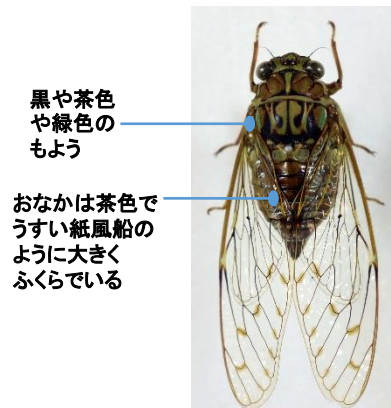 黒や茶色
や緑色の
もよう
おなかは茶色で
うすい紙風船の
ように大きく
ふくらでいる